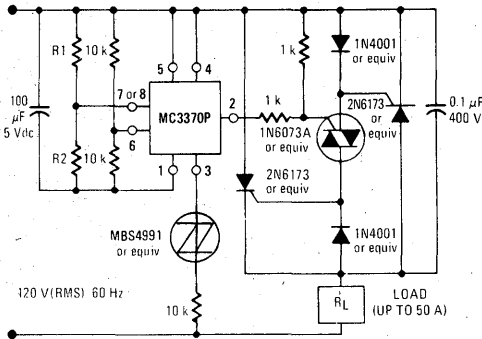 1N4001
or equiv
R1
10 k
1 k
5
4
100
µF
5 Vdc
7 or 8
MC3370P
2
1 k
2N6173
or
equiv
0.1 µF
400 V
6
1N6073A
or equiv
R2
10 k
2N6173
or equiv
1
3
MBS4991
or equiv
1N4001
or equiv
120 V(RMS) 60 Hz
10 k
RL
LOAD
(UP TO 50 A)